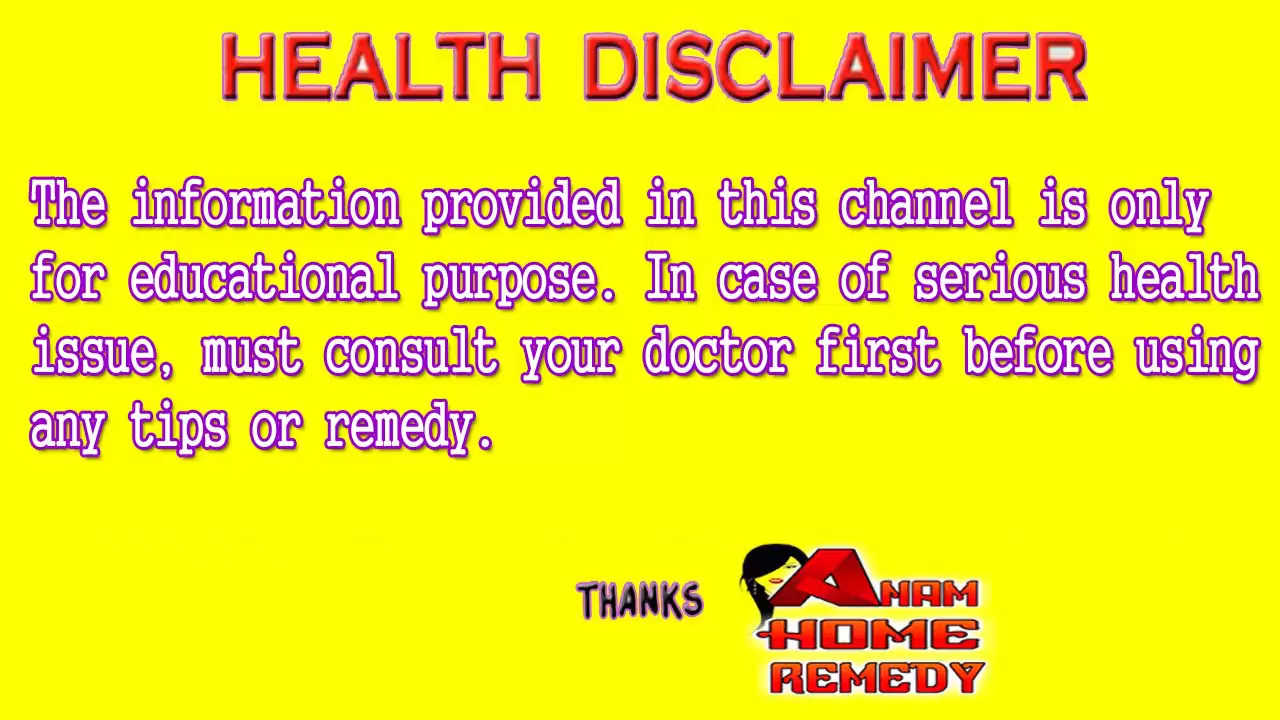 HEALTH DISCLAIMER
The information provided in this channel is only
for educational purpose. In case of serious health
issue, must consult your doctor first before using
any tips or remedy.
THANKS
ANAM
HOME
REMEDY